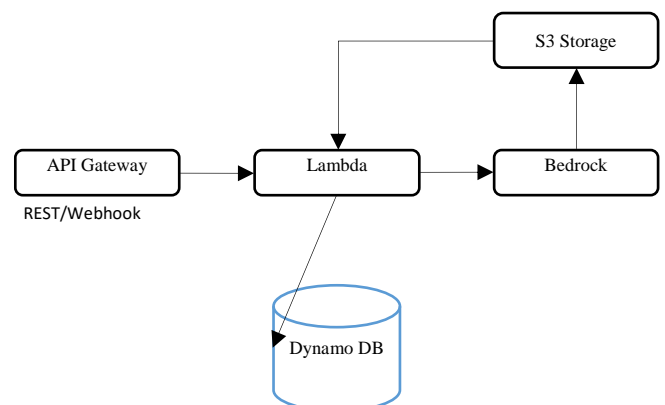 S3 Storage
API Gateway
Lambda
Bedrock
REST/Webhook
Dynamo DB